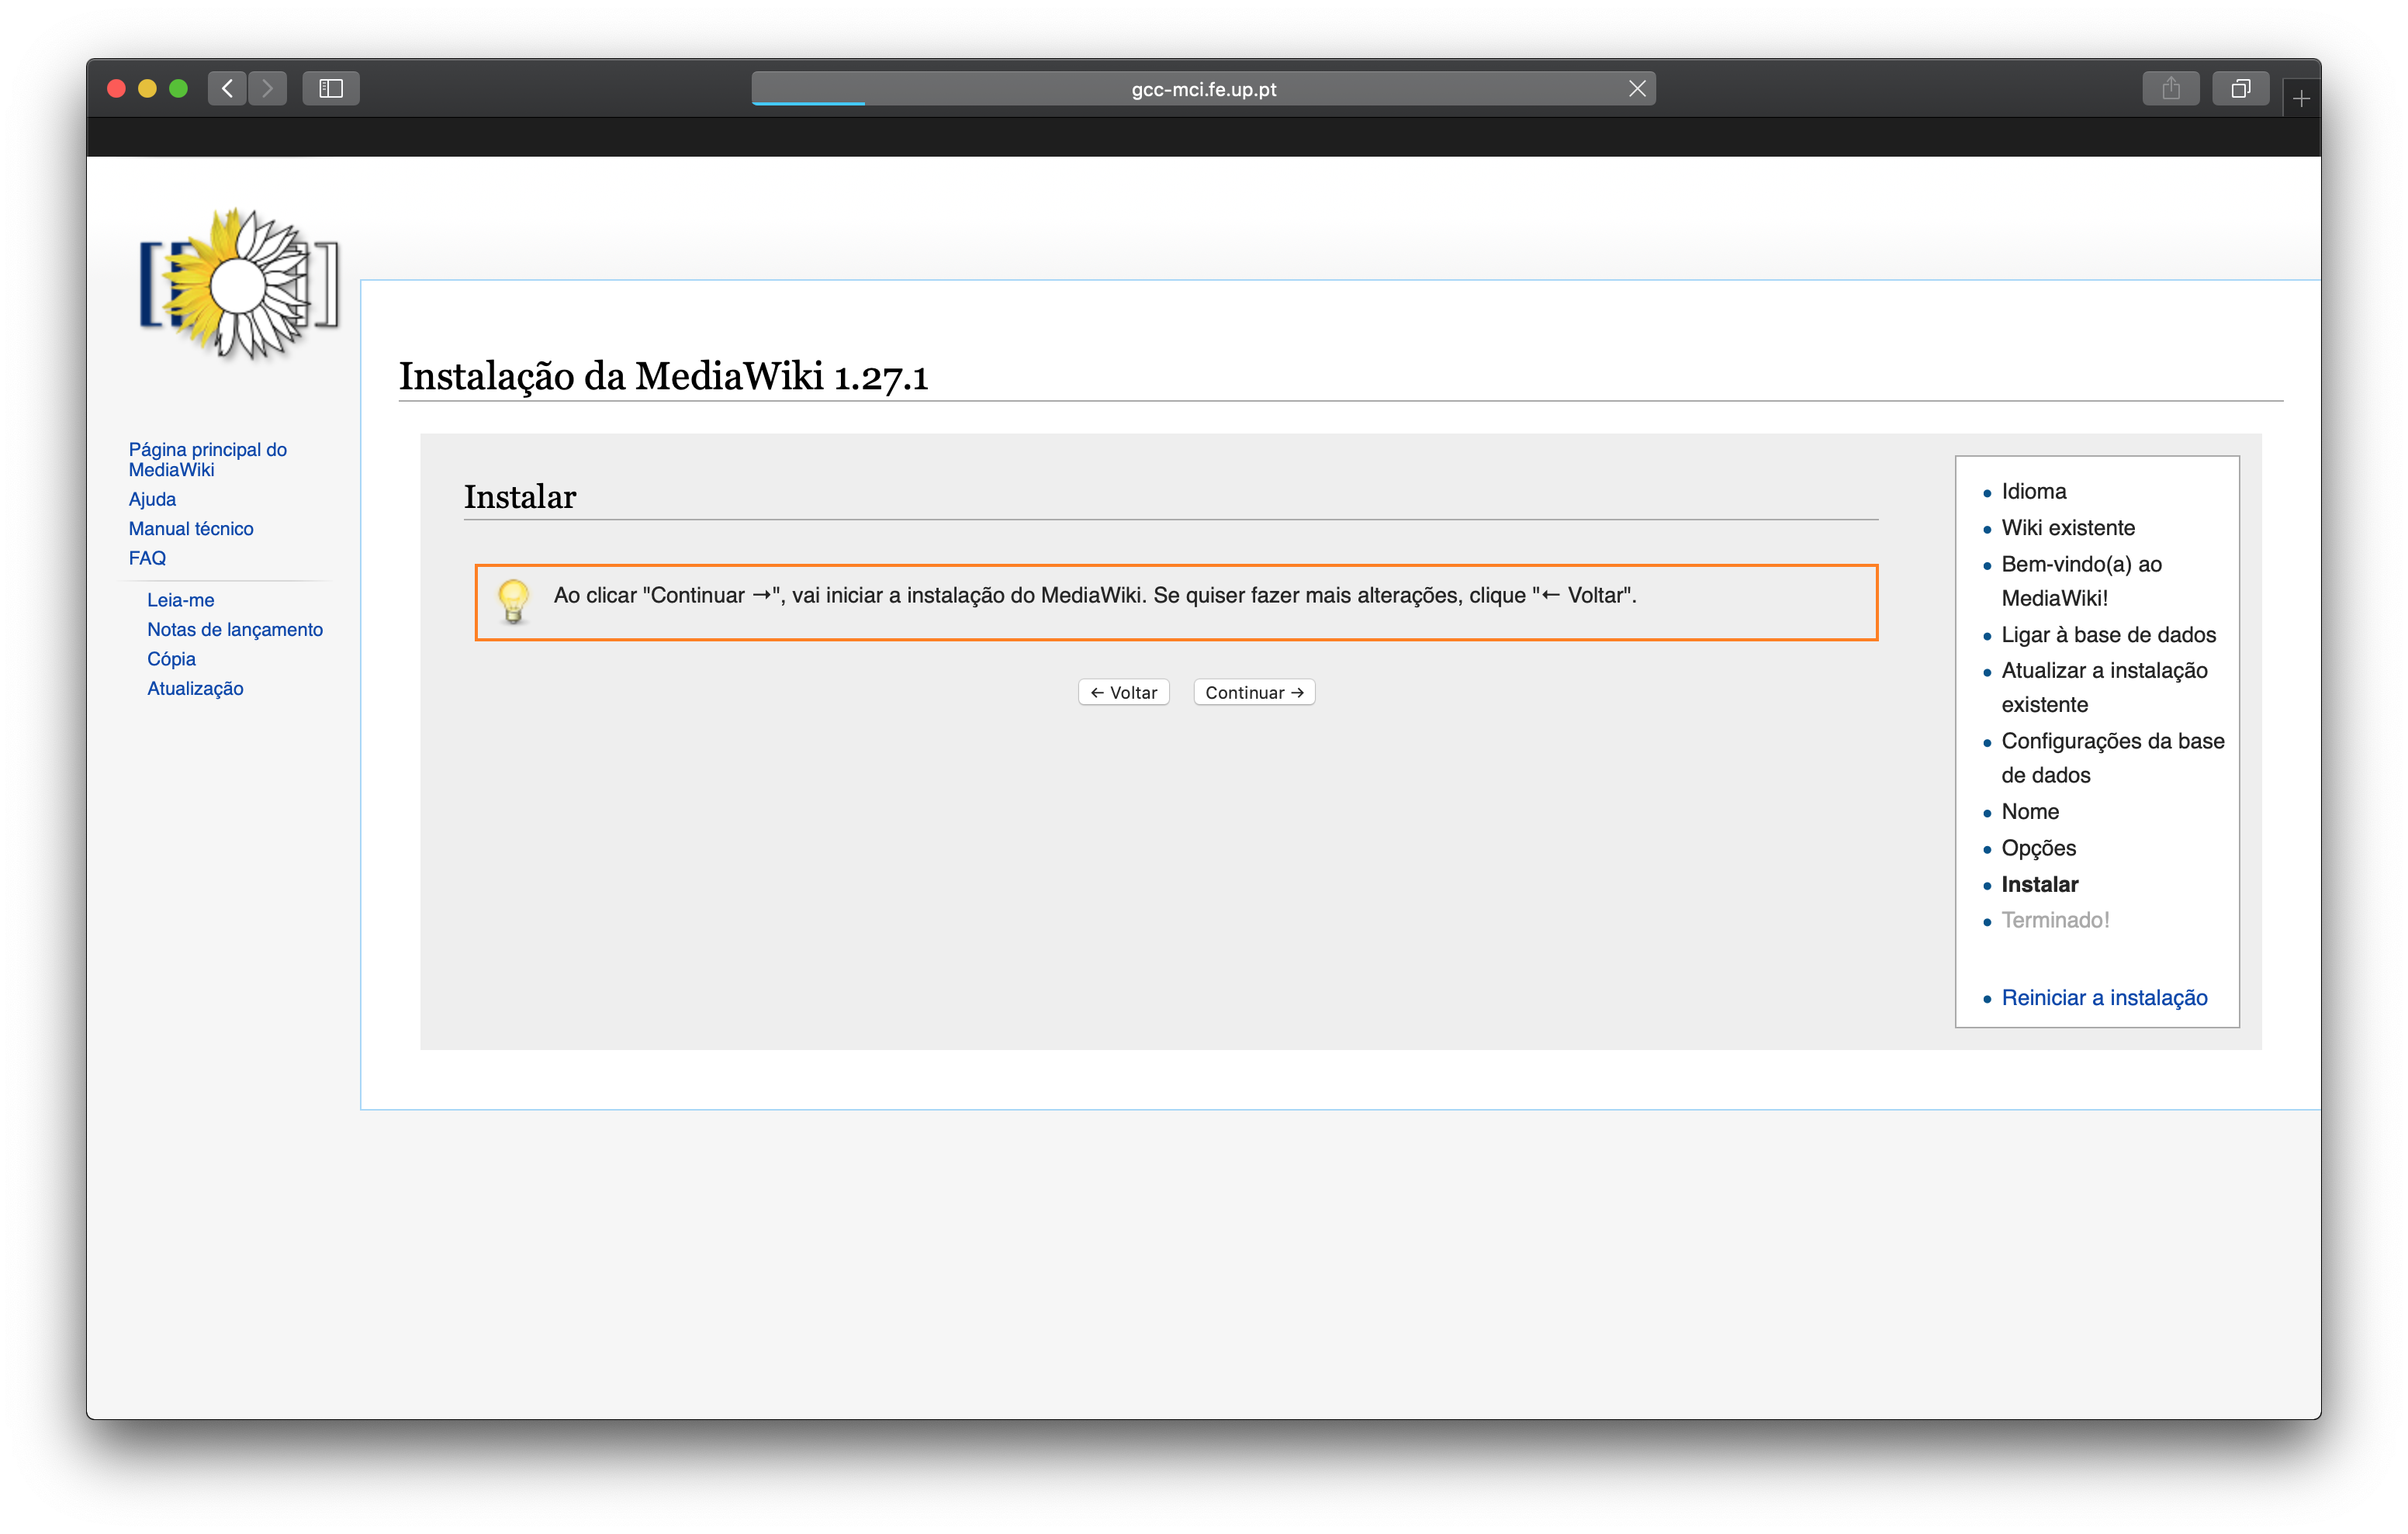 gcc-mci.fe.up.pt
Instalação da MediaWiki 1.27.1
Página principal do
MediaWiki
Ajuda
Manual técnico
FAQ
Leia-me
Notas de lançamento
Cópia
Atualização
Instalar
Ao clicar "Continuar →", vai iniciar a instalação do MediaWiki. Se quiser fazer mais alterações, clique "← Voltar".
← Voltar
Continuar →
Idioma
Wiki existente
Bem-vindo(a) ao
MediaWiki!
Ligar à base de dados
Atualizar a instalação
existente
Configurações da base
de dados
Nome
Opções
Instalar
Terminado!
Reiniciar a instalação